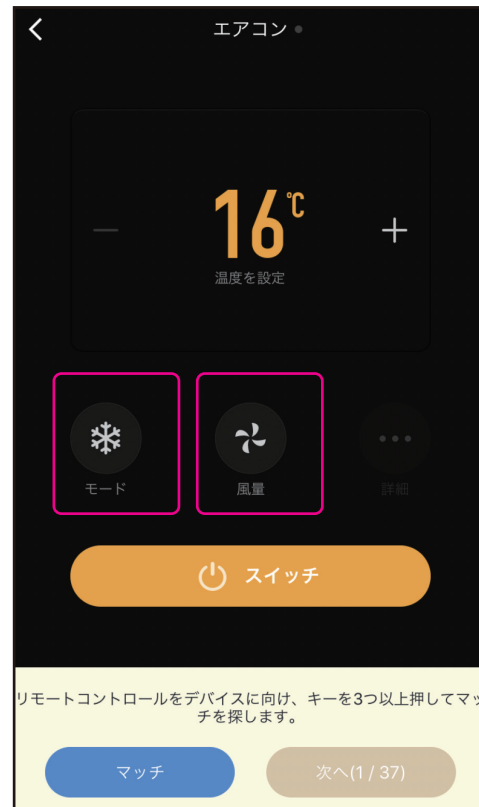 エアコン
16℃
温度を設定
モード
風量
詳細
スイッチ
リモートコントロールをデバイスに向け、キーを3つ以上押してマッ
チを探します。
マッチ
次へ(1 / 37)